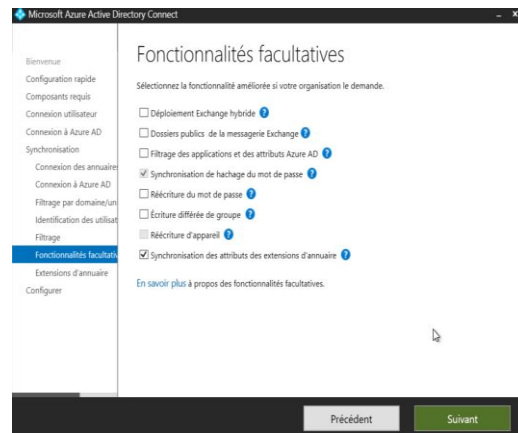 Microsoft Azure Active Directory Connect
Bienvenue
Configuration rapide
Composants requis
Connexion utilisateur
Connexion à Azure AD
Synchronisation
Connexion des annuaires
Connexion à Azure AD
Filtrage par domaine/un
Identification des utilisat
Filtrage
Fonctionnalités facultativ
Extensions d'annuaire
Configurer
Fonctionnalités facultatives
Sélectionnez la fonctionnalité améliorée si votre organisation le demande.
Déploiement Exchange hybride ?
Dossiers publics de la messagerie Exchange ?
Filtrage des applications et des attributs Azure AD ?
Synchronisation de hachage du mot de passe ?
Réécriture du mot de passe ?
Écriture différée de groupe ?
Réécriture d'appareil ?
Synchronisation des attributs des extensions d'annuaire ?
En savoir plus à propos des fonctionnalités facultatives.
Précédent
Suivant